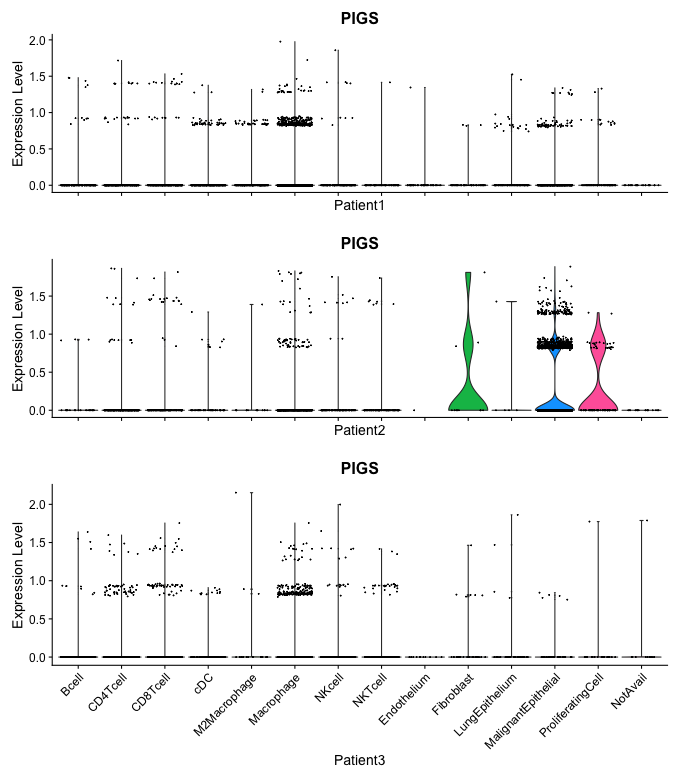 PIGS
2.0
1.5
1.0
0.5
0.0
Expression Level
Patient1
PIGS
1.5
1.0
0.5
0.0
Expression Level
Patient2
PIGS
2.0
1.5
1.0
0.5
0.0
Expression Level
Bcell
CD4Tcell
CD8Tcell
cDC
M2Macrophage
Macrophage
NKcell
NKTcell
Endothelium
Fibroblast
LungEpithelium
MalignantEpithelial
ProliferatingCell
NotAvail
Patient3